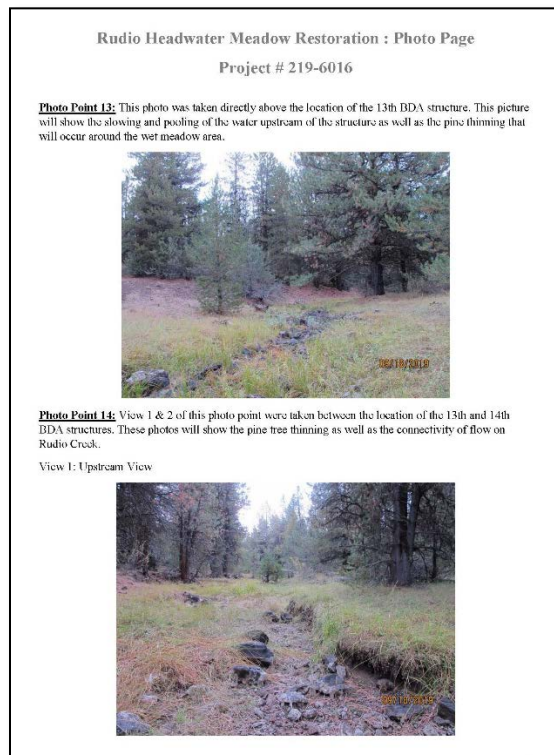 Rudio Headwater Meadow Restoration : Photo Page
Project # 219-6016
Photo Point 13: This photo was taken directly above the location of the 13th BDA structure. This picture
will show the slowing and pooling of the water upstream of the structure as well as the pine thinning that
will occur around the wet meadow area.
09/10/2019
Photo Point 14: View 1 & 2 of this photo point were taken between the location of the 13th and 14th
BDA structures. These photos will show the pine tree thinning as well as the connectivity of flow on
Rudio Creek.
View 1: Upstream View